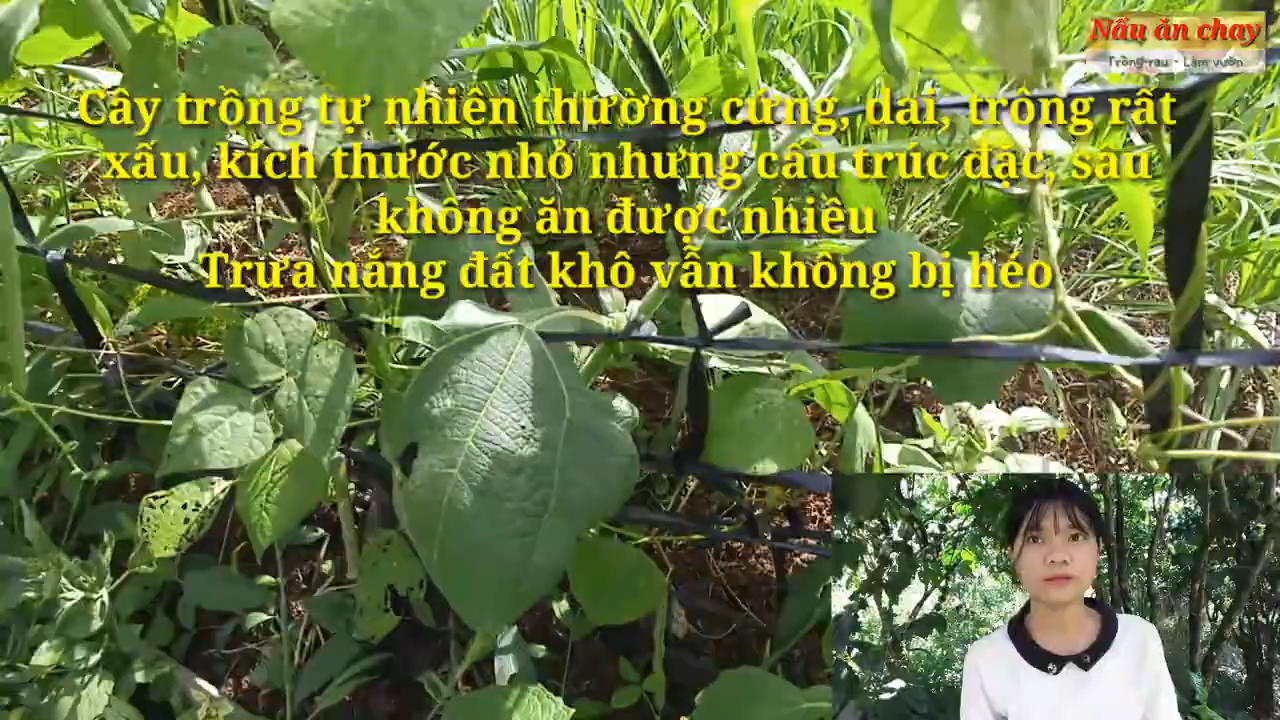 Nấu ăn chay
Trồng rau - Làm vườn
Cây trồng tự nhiên thường cứng, dai, trông rất
xấu, kích thước nhỏ nhưng cấu trúc đặc, sâu
không ăn được nhiều
Trưa nắng đất khô vẫn không bị héo